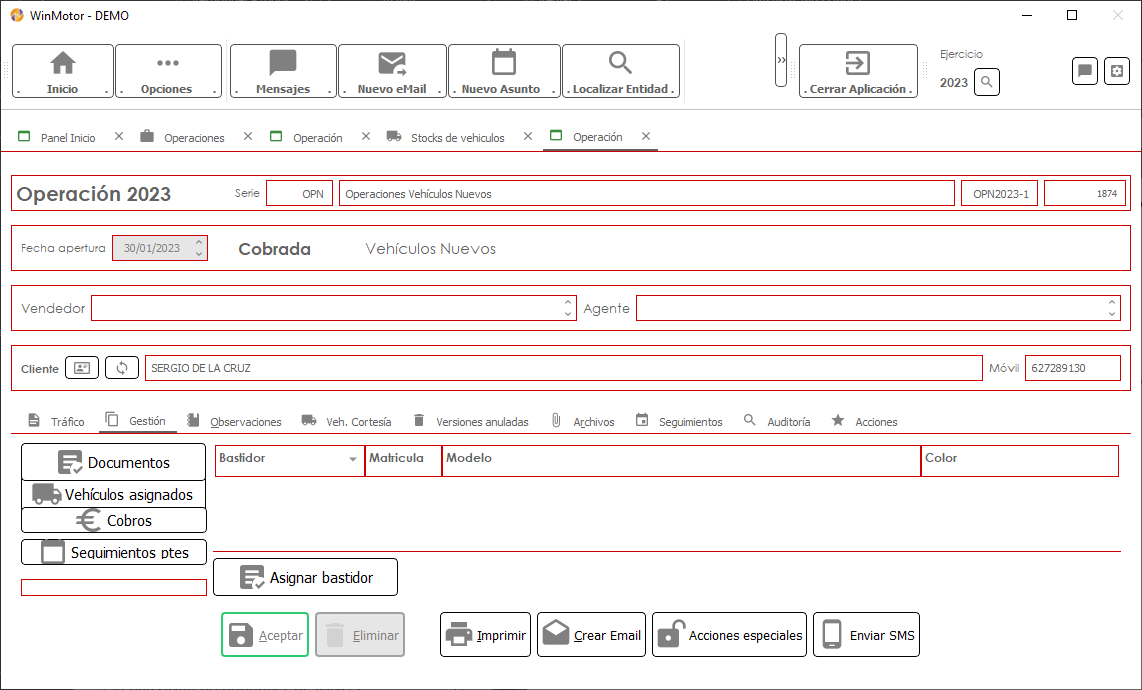 WinMotor - DEMO
Inicio
Opciones
Mensajes
Nuevo eMail
Nuevo Asunto
Localizar Entidad
Cerrar Aplicación
Ejercicio
2023
Panel Inicio
Operaciones
Operación
Stocks de vehiculos
Operación
Operación 2023
Serie
OPN
Operaciones Vehículos Nuevos
OPN2023-1
1874
Fecha apertura
30/01/2023
Cobrada
Vehículos Nuevos
Vendedor
Agente
Cliente
SERGIO DE LA CRUZ
Móvil
627289130
Tráfico
Gestión
Observaciones
Veh. Cortesía
Versiones anuladas
Archivos
Seguimientos
Auditoría
Acciones
Documentos
Vehículos asignados
Cobros
Seguimientos ptes
Bastidor
Matricula
Modelo
Color
Asignar bastidor
Aceptar
Eliminar
Imprimir
Crear Email
Acciones especiales
Enviar SMS